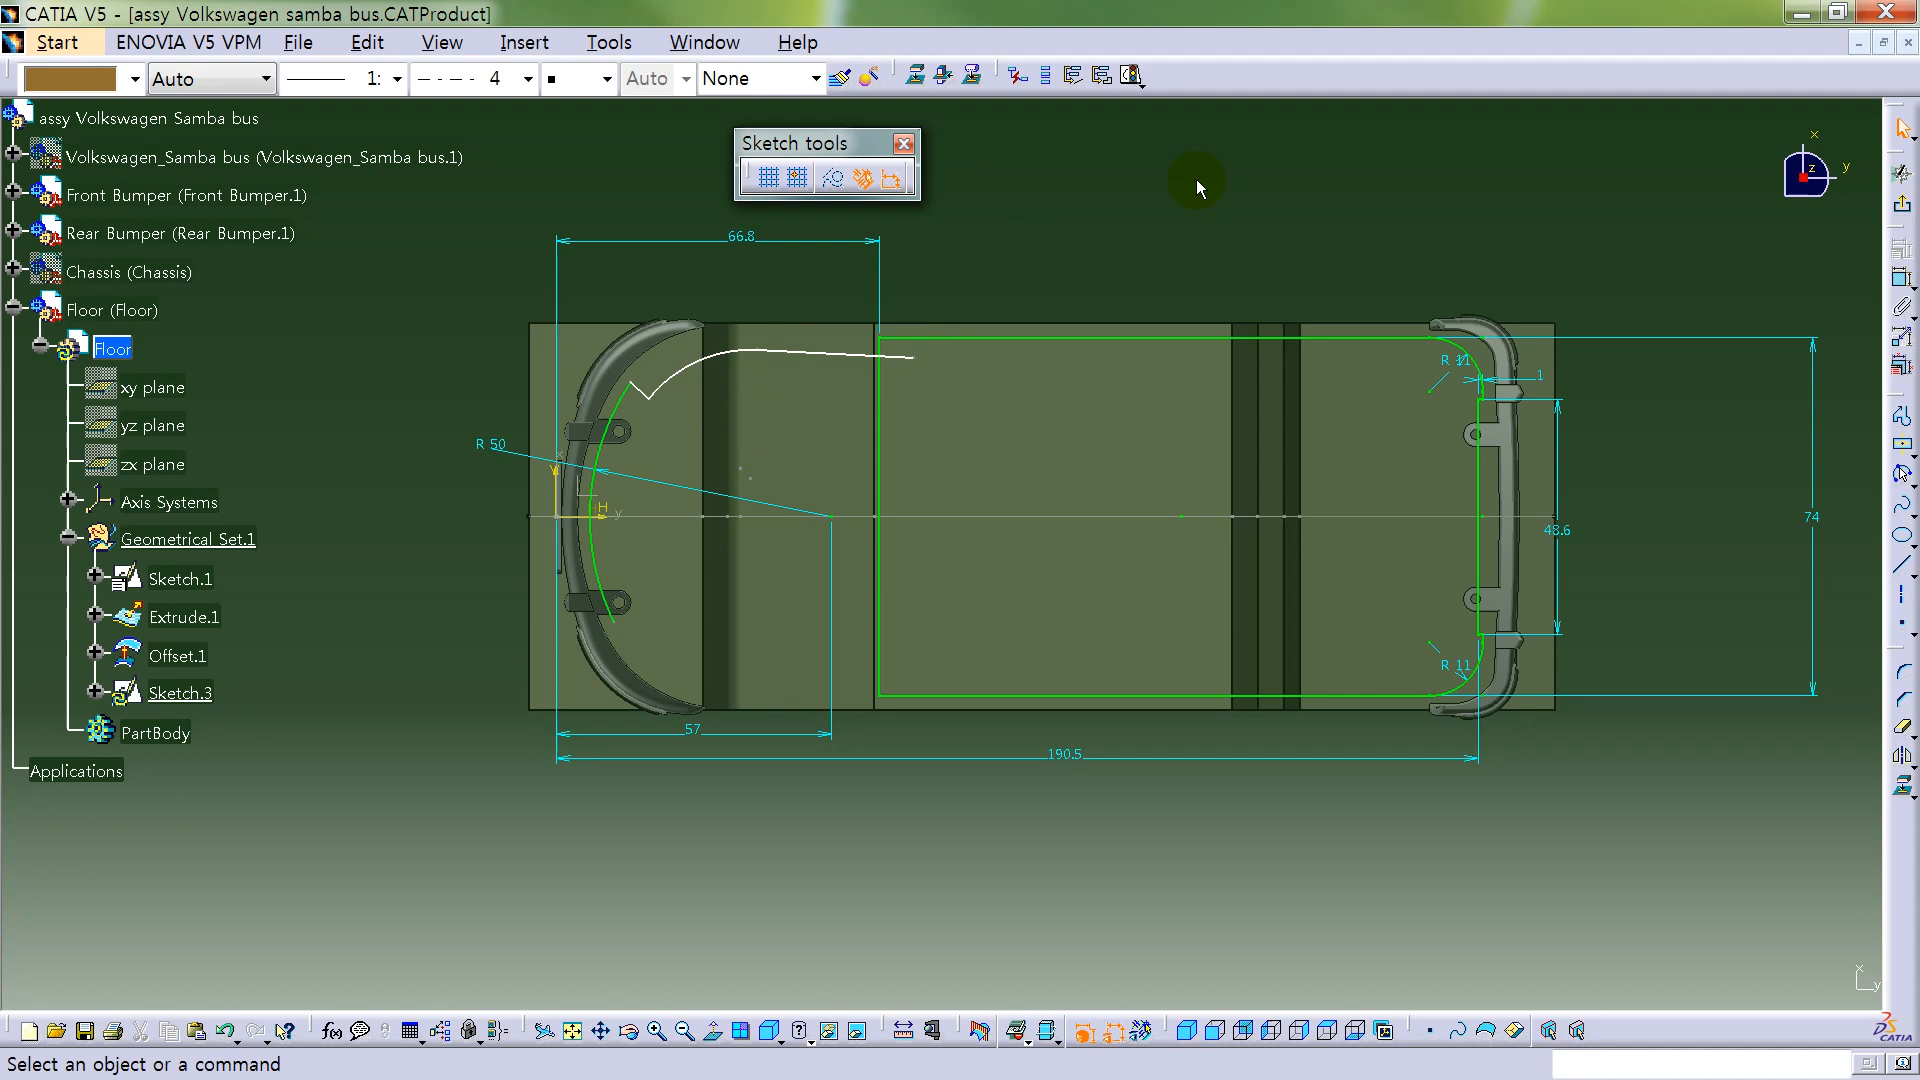 CATIA V5 - [assy Volkswagen samba bus.CATProduct]
Start ENOVIA V5 VPM File Edit View Insert Tools Window Help
Auto 1: 4 Auto None
assy Volkswagen Samba bus
Volkswagen_Samba bus (Volkswagen_Samba bus.1)
Front Bumper (Front Bumper.1)
Rear Bumper (Rear Bumper.1)
Chassis (Chassis)
Floor (Floor)
Floor
xy plane
yz plane
zx plane
Axis Systems
Geometrical Set.1
Sketch.1
Extrude.1
Offset.1
Sketch.3
PartBody
Applications
Sketch tools
x
y
z
66.8
R 11
1
R 50
V
H
y
74
48.6
R 11
57
190.5
x
y
f(x)
CATIA
Select an object or a command